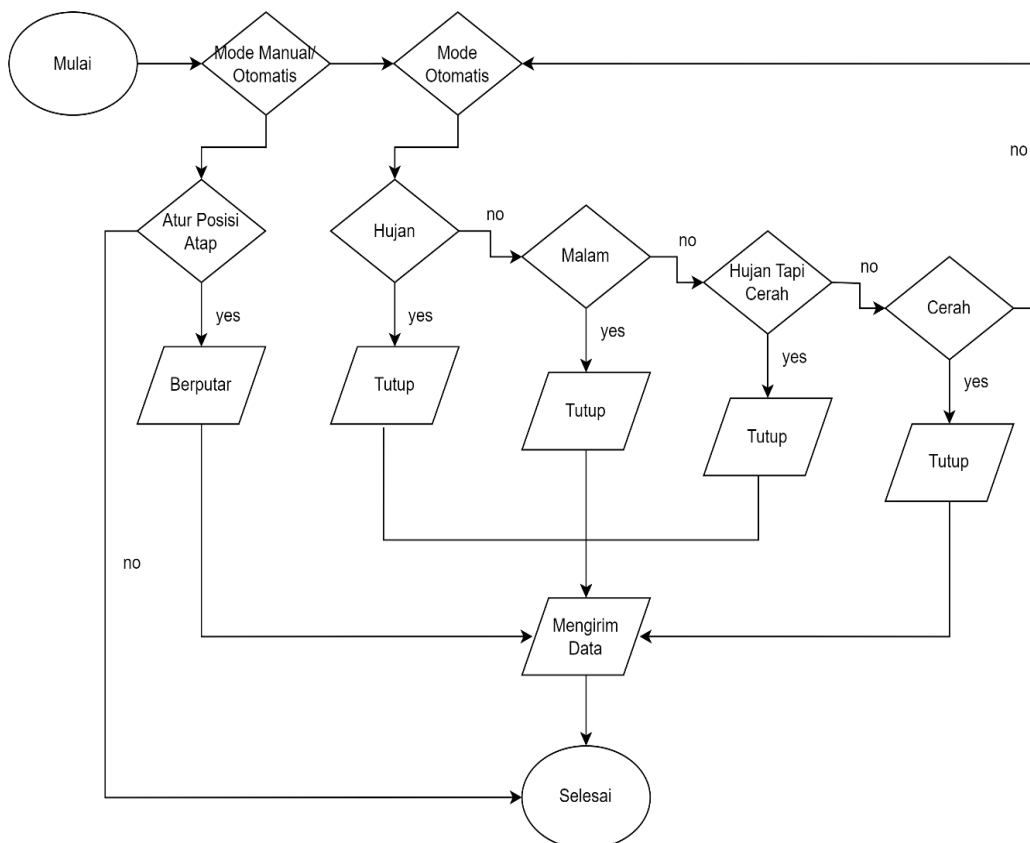 Mulai
Mode Manual/
Otomatis
Mode
Otomatis
no
Atur Posisi
Atap
Hujan
no
Malam
no
Hujan Tapi
Cerah
no
Cerah
yes
yes
yes
yes
yes
Berputar
Tutup
Tutup
Tutup
Tutup
no
Mengirim
Data
Selesai